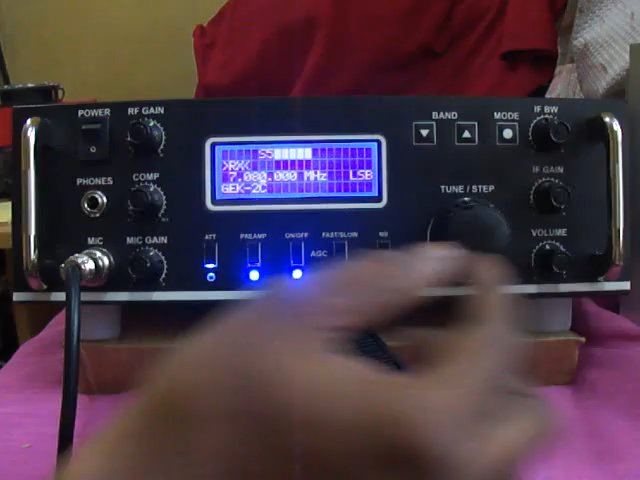 POWER
RF GAIN
BAND
MODE
IF BW
S5
>RX<
7.080.000 MHz LSB
GEK-2C
PHONES
COMP
TUNE / STEP
IF GAIN
MIC
MIC GAIN
ATT
PREAMP
ON/OFF
AGC
FAST/SLOW
NB
VOLUME